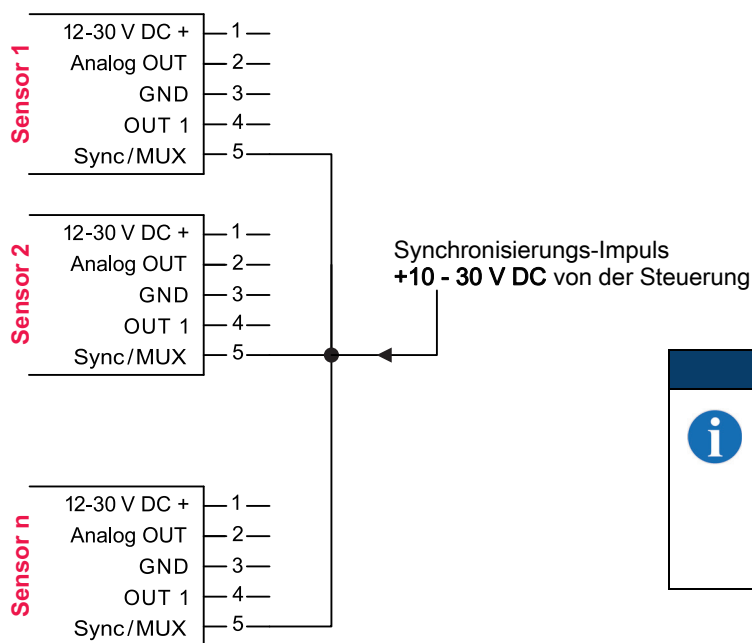 Sensor 1
12-30 V DC + 1
Analog OUT 2
GND 3
OUT 1 4
Sync/MUX 5
Sensor 2
12-30 V DC + 1
Analog OUT 2
GND 3
OUT 1 4
Sync/MUX 5
Synchronisierungs-Impuls
+10 - 30 V DC von der Steuerung
i
Sensor n
12-30 V DC + 1
Analog OUT 2
GND 3
OUT 1 4
Sync/MUX 5